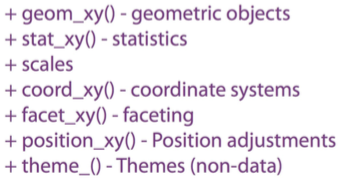 + geom_xy() - geometric objects
+ stat_xy() - statistics
+ scales
+ coord_xy() - coordinate systems
+ facet_xy() - faceting
+ position_xy() - Position adjustments
+ theme_() - Themes (non-data)